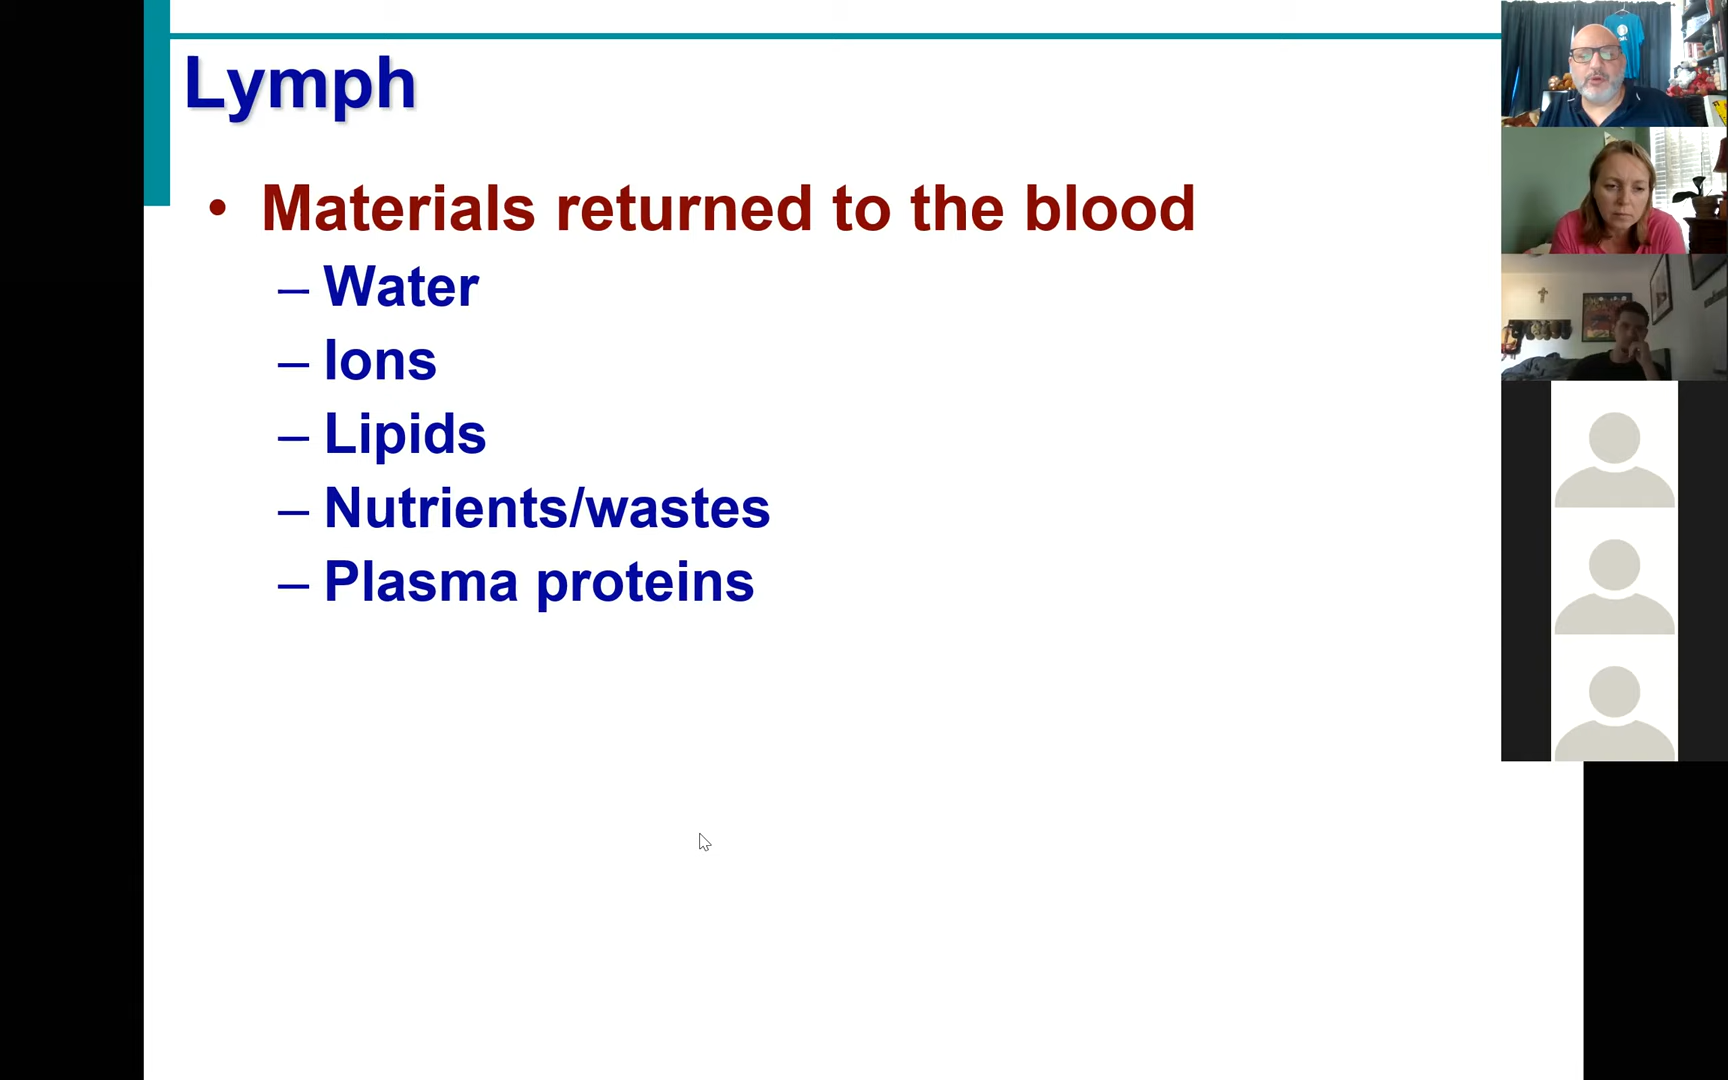 Lymph
• Materials returned to the blood
– Water
– Ions
– Lipids
– Nutrients/wastes
– Plasma proteins